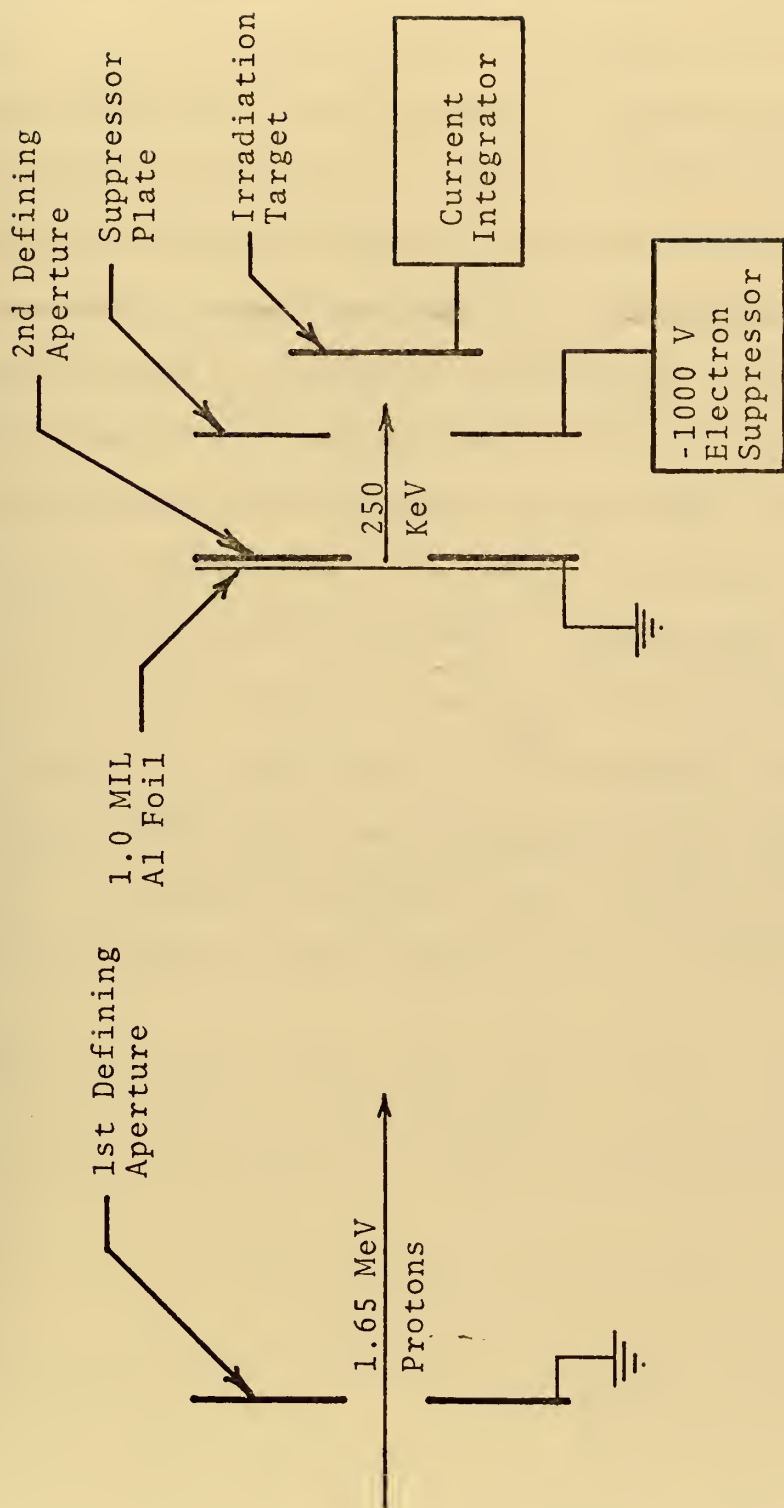 1st Defining
Aperture
1.65 MeV
Protons
1.0 MIL
Al Foil
2nd Defining
Aperture
250
KeV
Suppressor
Plate
Irradiation
Target
Current
Integrator
-1000 V
Electron
Suppressor